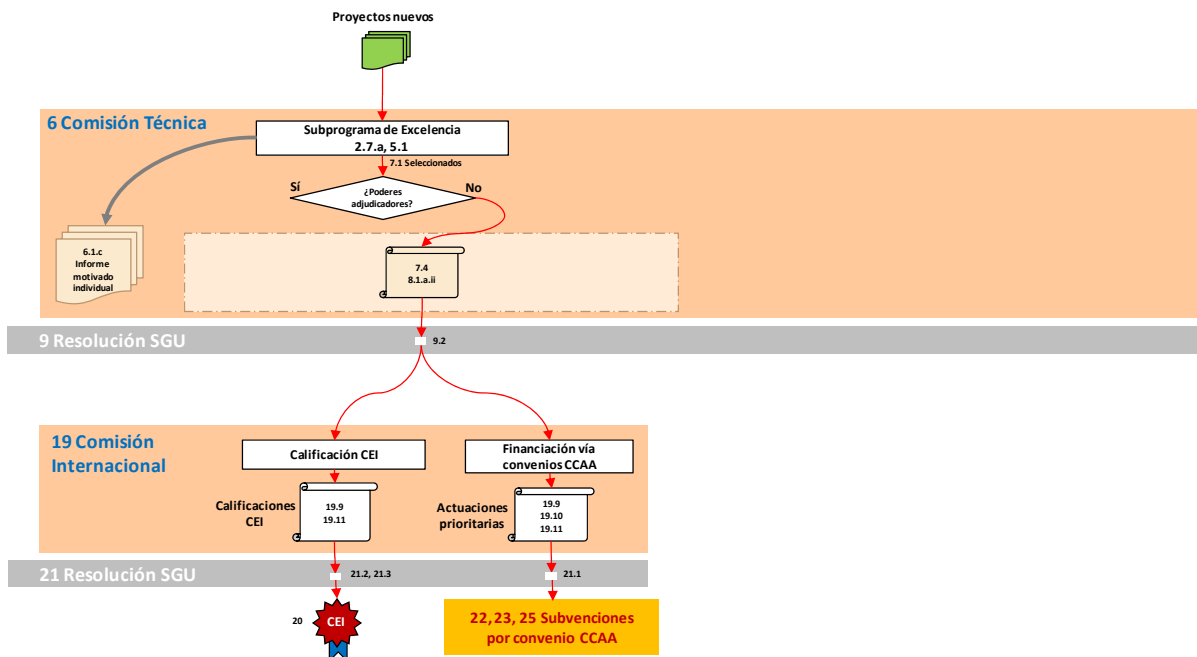 Proyectos nuevos
6 Comisión Técnica
Subprograma de Excelencia
2.7.a, 5.1
7.1 Seleccionados
Sí
¿Poderes
adjudicadores?
No
6.1.c
Informe
motivado
individual
7.4
8.1.a.ii
9 Resolución SGU
9.2
19 Comisión
Internacional
Calificación CEI
Financiación vía
convenios CCAA
Calificaciones
CEI
19.9
19.11
Actuaciones
prioritarias
19.9
19.10
19.11
21 Resolución SGU
21.2, 21.3
21.1
20
CEI
22, 23, 25 Subvenciones
por convenio CCAA